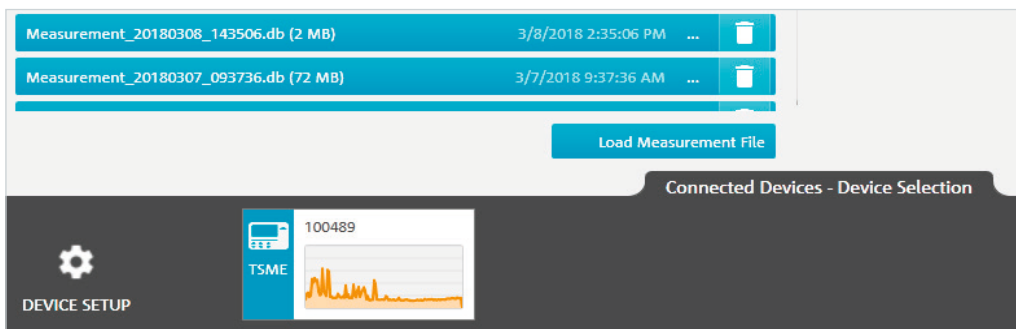 Measurement_20180308_143506.db (2 MB) 3/8/2018 2:35:06 PM ...
Measurement_20180307_093736.db (72 MB) 3/7/2018 9:37:36 AM ...
Load Measurement File
Connected Devices - Device Selection
100489
TSME
DEVICE SETUP